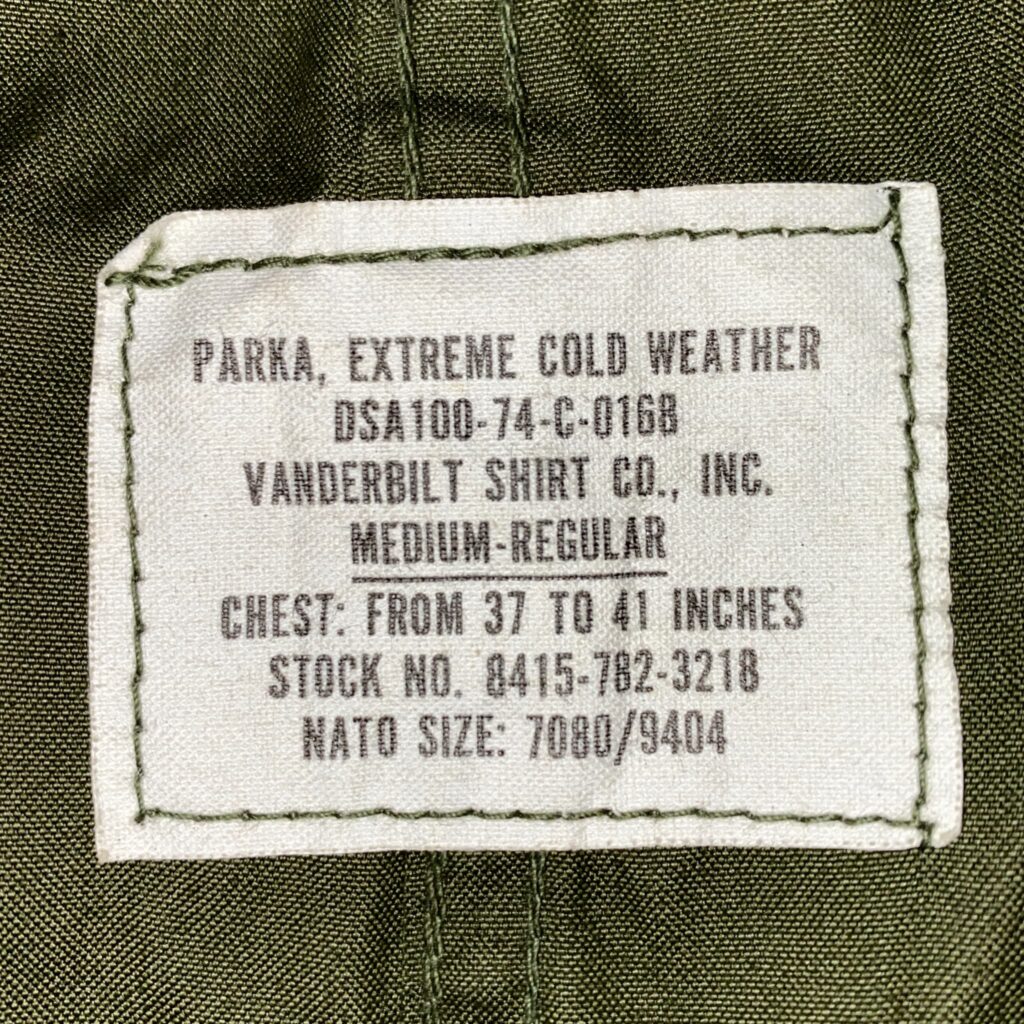 PARKA, EXTREME COLD WEATHER
DSA100-74-C-0168
VANDERBILT SHIRT CO., INC.
MEDIUM-REGULAR
CHEST: FROM 37 TO 41 INCHES
STOCK NO. 8415-782-3218
NATO SIZE: 7080/9404